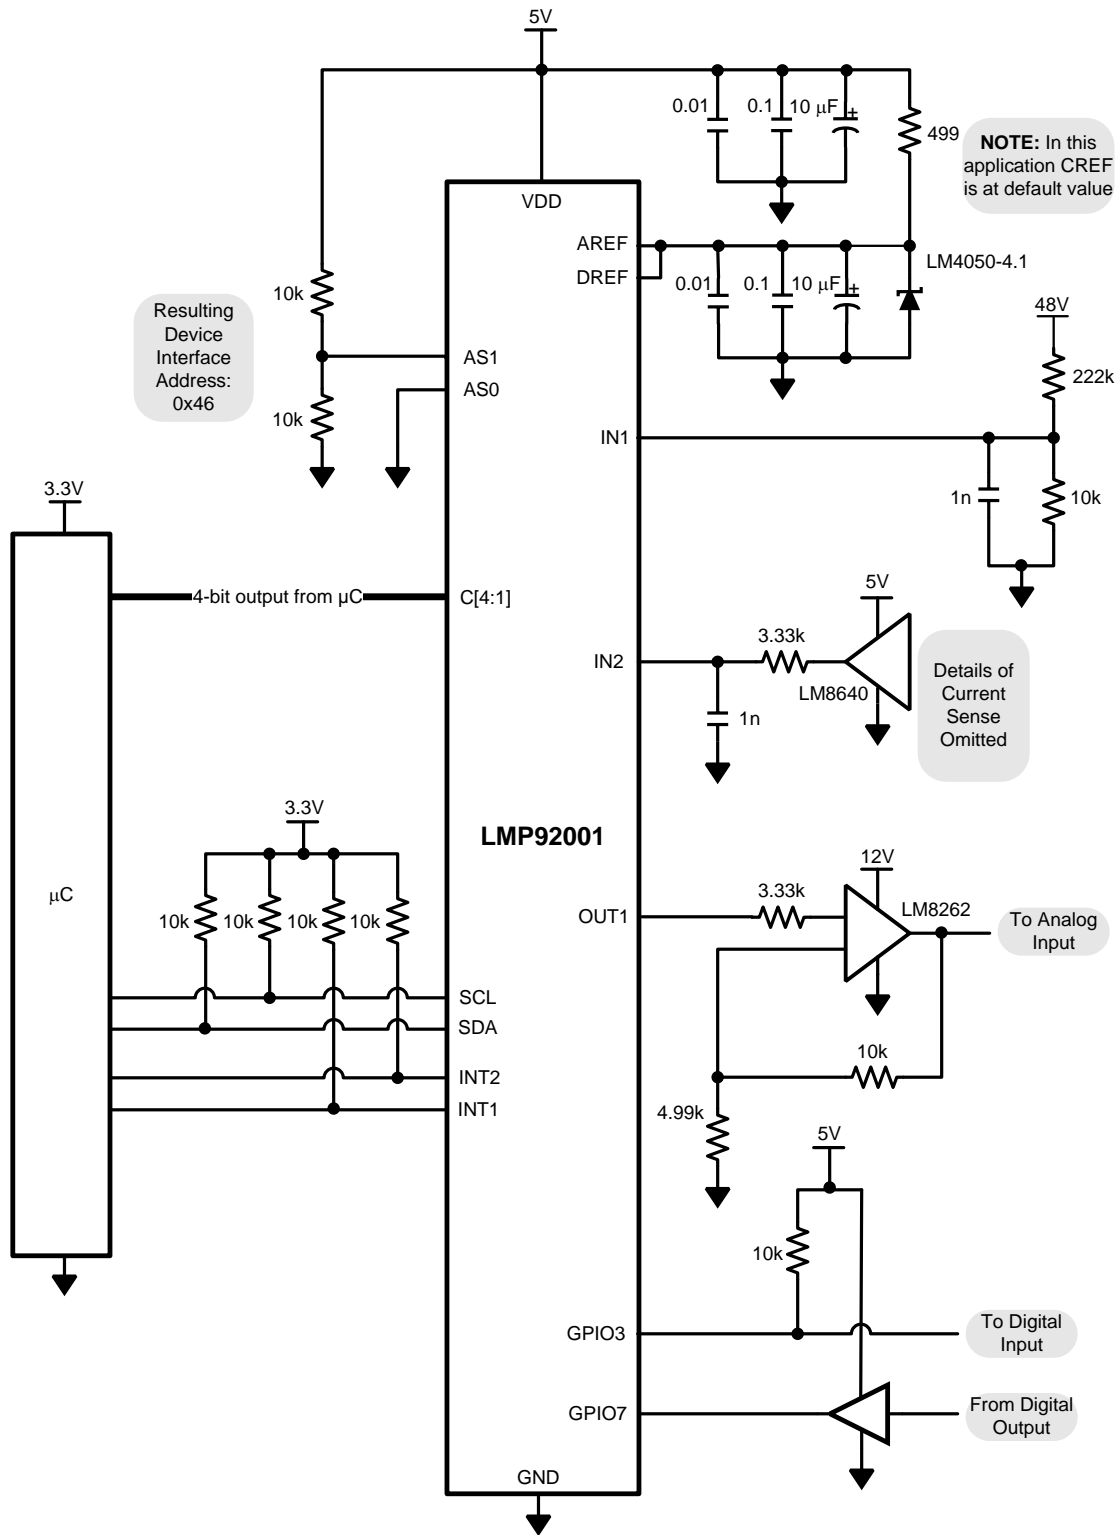 5V
0.01
0.1
10 μF
+
499
NOTE: In this
application CREF
is at default value
VDD
AREF
DREF
0.01
0.1
10 μF
+
LM4050-4.1
10k
Resulting
Device
Interface
Address:
0x46
AS1
AS0
10k
48V
222k
IN1
1n
10k
3.3V
4-bit output from µC
C[4:1]
5V
3.33k
IN2
LM8640
1n
Details of
Current
Sense
Omitted
3.3V
LMP92001
μC
10k
10k
10k
10k
12V
3.33k
LM8262
OUT1
To Analog
Input
SCL
SDA
INT2
INT1
10k
4.99k
5V
10k
GPIO3
To Digital
Input
GPIO7
From Digital
Output
GND